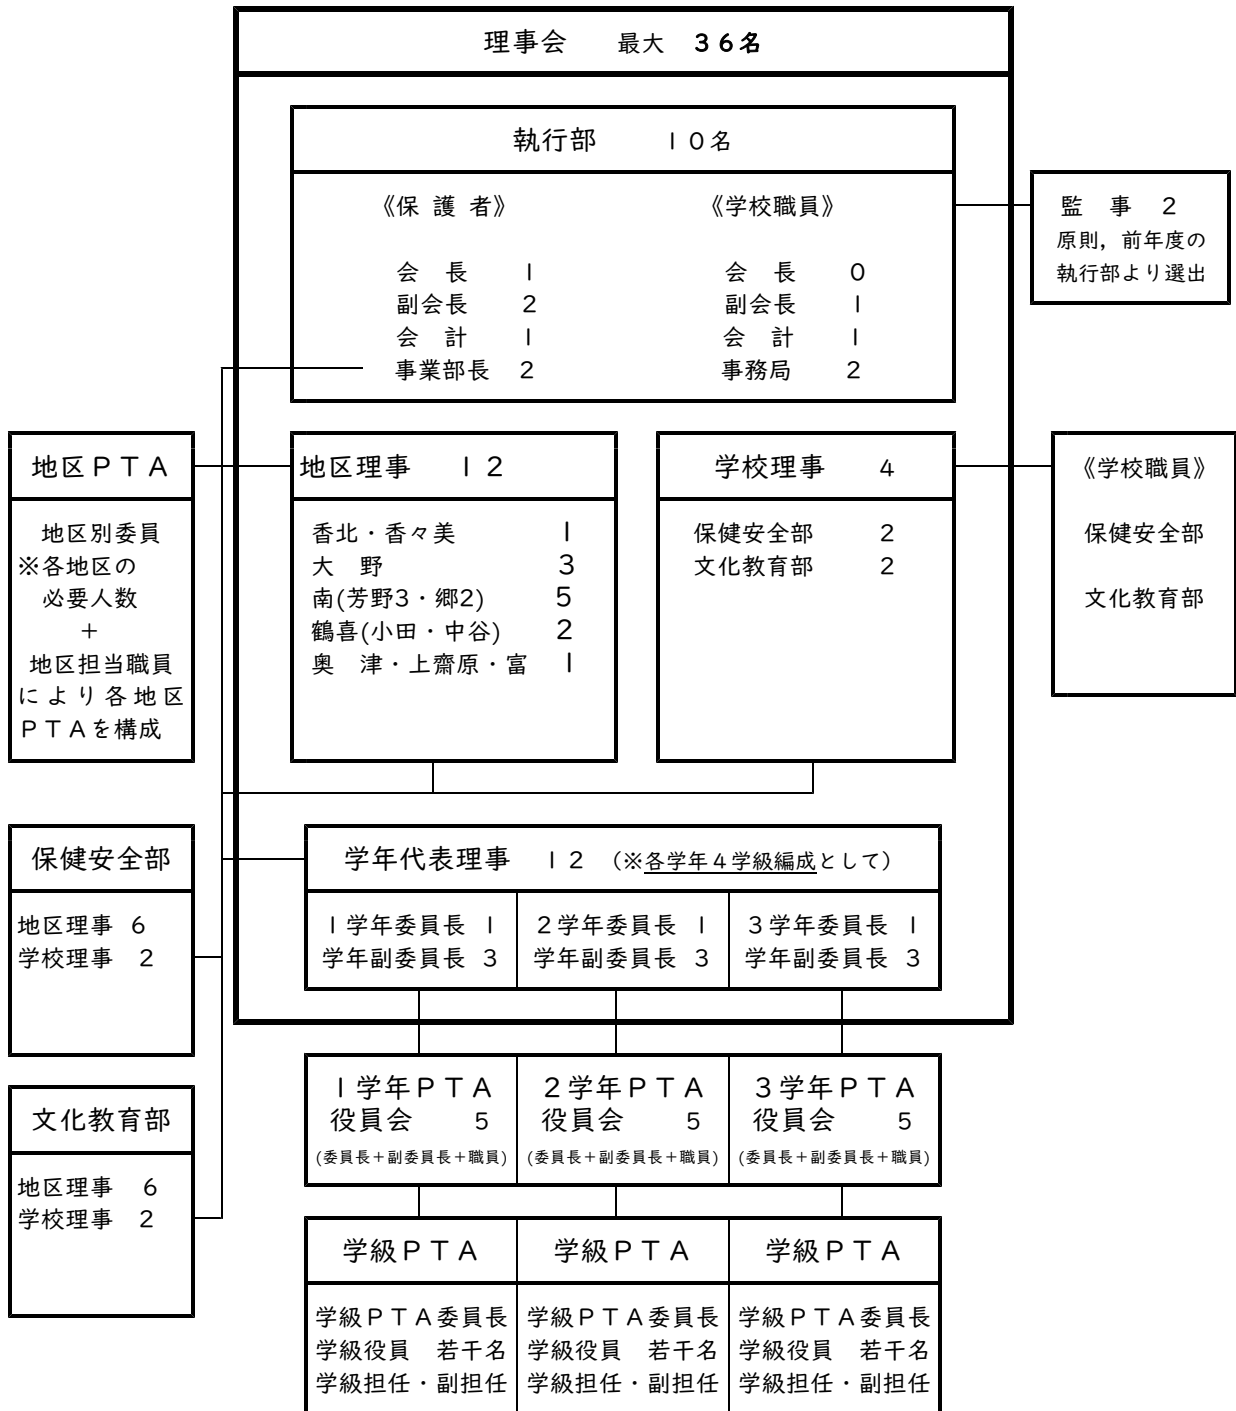 理事会 最大 ３６名
執行部 １０名
《保 護 者》 《学校職員》
会 長 １ 会 長 ０
副会長 ２ 副会長 １
会 計 １ 会 計 １
事業部長 ２ 事務局 ２
監 事 ２
原則，前年度の
執行部より選出
地区ＰＴＡ
地区別委員
※各地区の
必要人数
＋
地区担当職員
により各地区
ＰＴＡを構成
地区理事 １２
香北・香々美 １
大 野 ３
南(芳野3・郷2) ５
鶴喜(小田・中谷) ２
奥 津・上齋原・富 １
学校理事 ４
保健安全部 ２
文化教育部 ２
《学校職員》
保健安全部
文化教育部
保健安全部
地区理事 ６
学校理事 ２
文化教育部
地区理事 ６
学校理事 ２
学年代表理事 １２ （※各学年４学級編成として）
１学年委員長 １ ２学年委員長 １ ３学年委員長 １
学年副委員長 ３ 学年副委員長 ３ 学年副委員長 ３
１学年ＰＴＡ ２学年ＰＴＡ ３学年ＰＴＡ
役員会 ５ 役員会 ５ 役員会 ５
(委員長＋副委員長＋職員) (委員長＋副委員長＋職員) (委員長＋副委員長＋職員)
学級ＰＴＡ 学級ＰＴＡ 学級ＰＴＡ
学級ＰＴＡ委員長 学級ＰＴＡ委員長 学級ＰＴＡ委員長
学級役員 若干名 学級役員 若干名 学級役員 若干名
学級担任・副担任 学級担任・副担任 学級担任・副担任